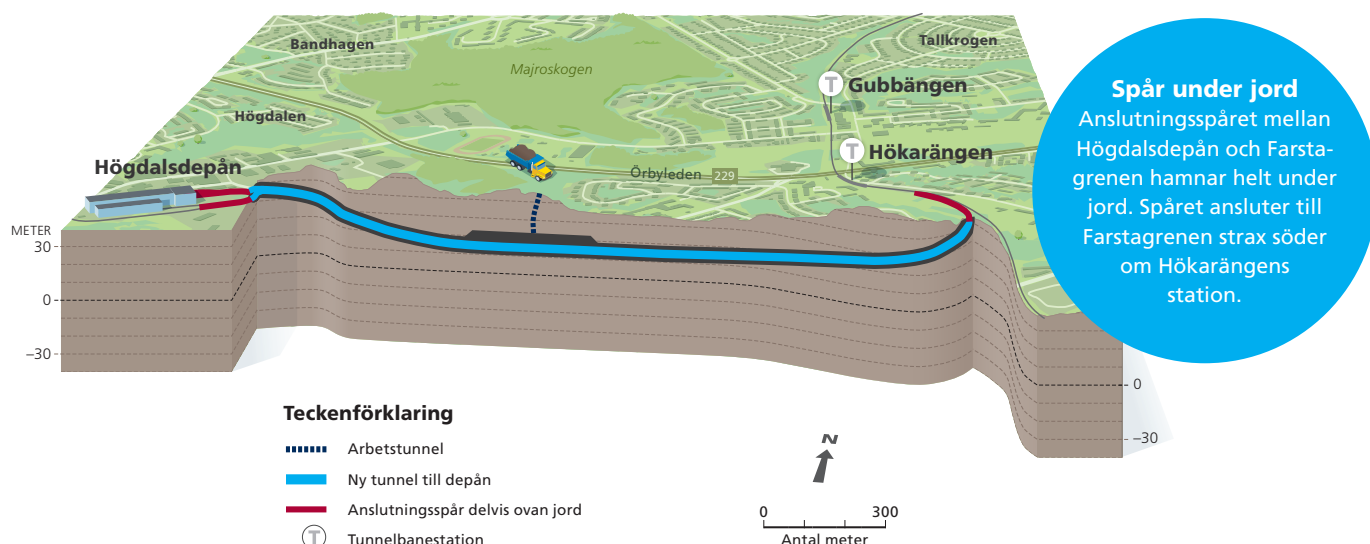 Bandhagen
Majroskogen
Tallkrogen
T Gubbängen
Högdalen
T Hökarängen
Högdalsdepån
Örbyleden 229
METER
30
0
–30
0
–30
Spår under jord
Anslutningsspåret mellan
Högdalsdepån och Farsta-
grenen hamnar helt under
jord. Spåret ansluter till
Farstagrenen strax söder
om Hökarängens
station.
Teckenförklaring
Arbetstunnel
Ny tunnel till depån
Anslutningsspår delvis ovan jord
T Tunnelbanestation
N
0 300
Antal meter